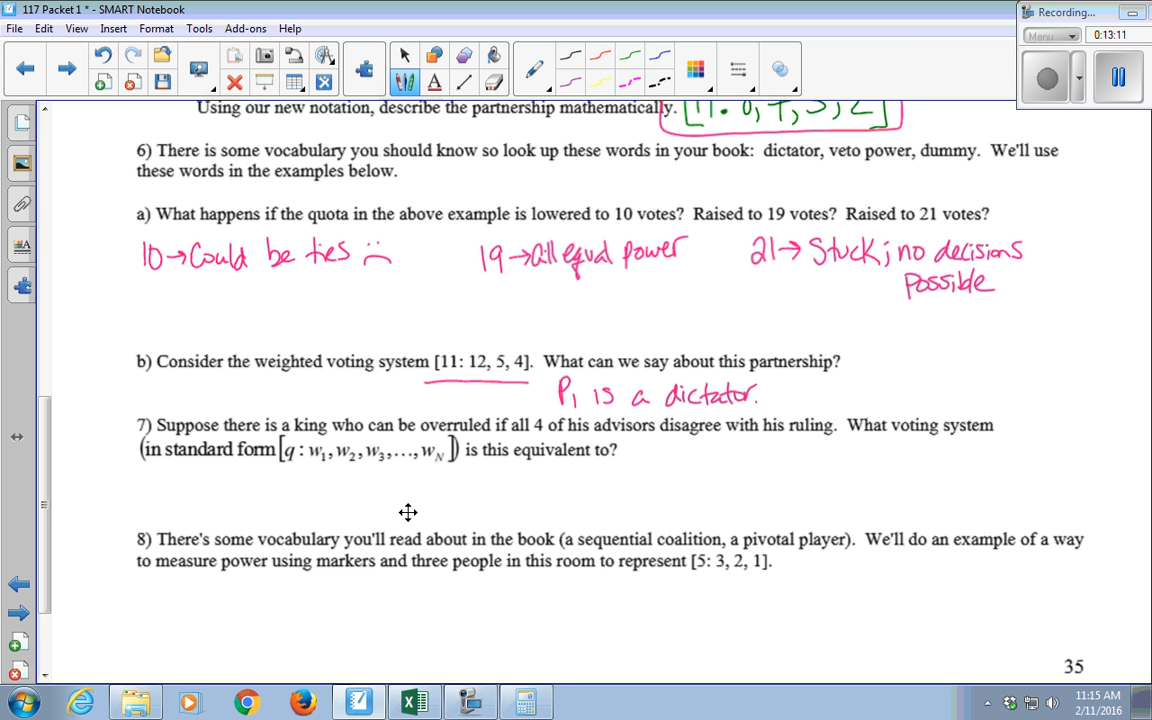 117 Packet 1 * - SMART Notebook
Recording...
File Edit View Insert Format Tools Add-ons Help
Menu
0:13:11
Using our new notation, describe the partnership mathematically.
6) There is some vocabulary you should know so look up these words in your book: dictator, veto power, dummy. We'll use
these words in the examples below.
a) What happens if the quota in the above example is lowered to 10 votes? Raised to 19 votes? Raised to 21 votes?
10→Could be ties :(
19→all equal power
21→Stuck; no decisions
possible
b) Consider the weighted voting system [11: 12, 5, 4]. What can we say about this partnership?
P₁ is a dictator.
7) Suppose there is a king who can be overruled if all 4 of his advisors disagree with his ruling. What voting system
(in standard form [q : w₁, w₂, w₃,..., w_N]) is this equivalent to?
8) There's some vocabulary you'll read about in the book (a sequential coalition, a pivotal player). We'll do an example of a way
to measure power using markers and three people in this room to represent [5: 3, 2, 1].
35
11:15 AM
2/11/2016